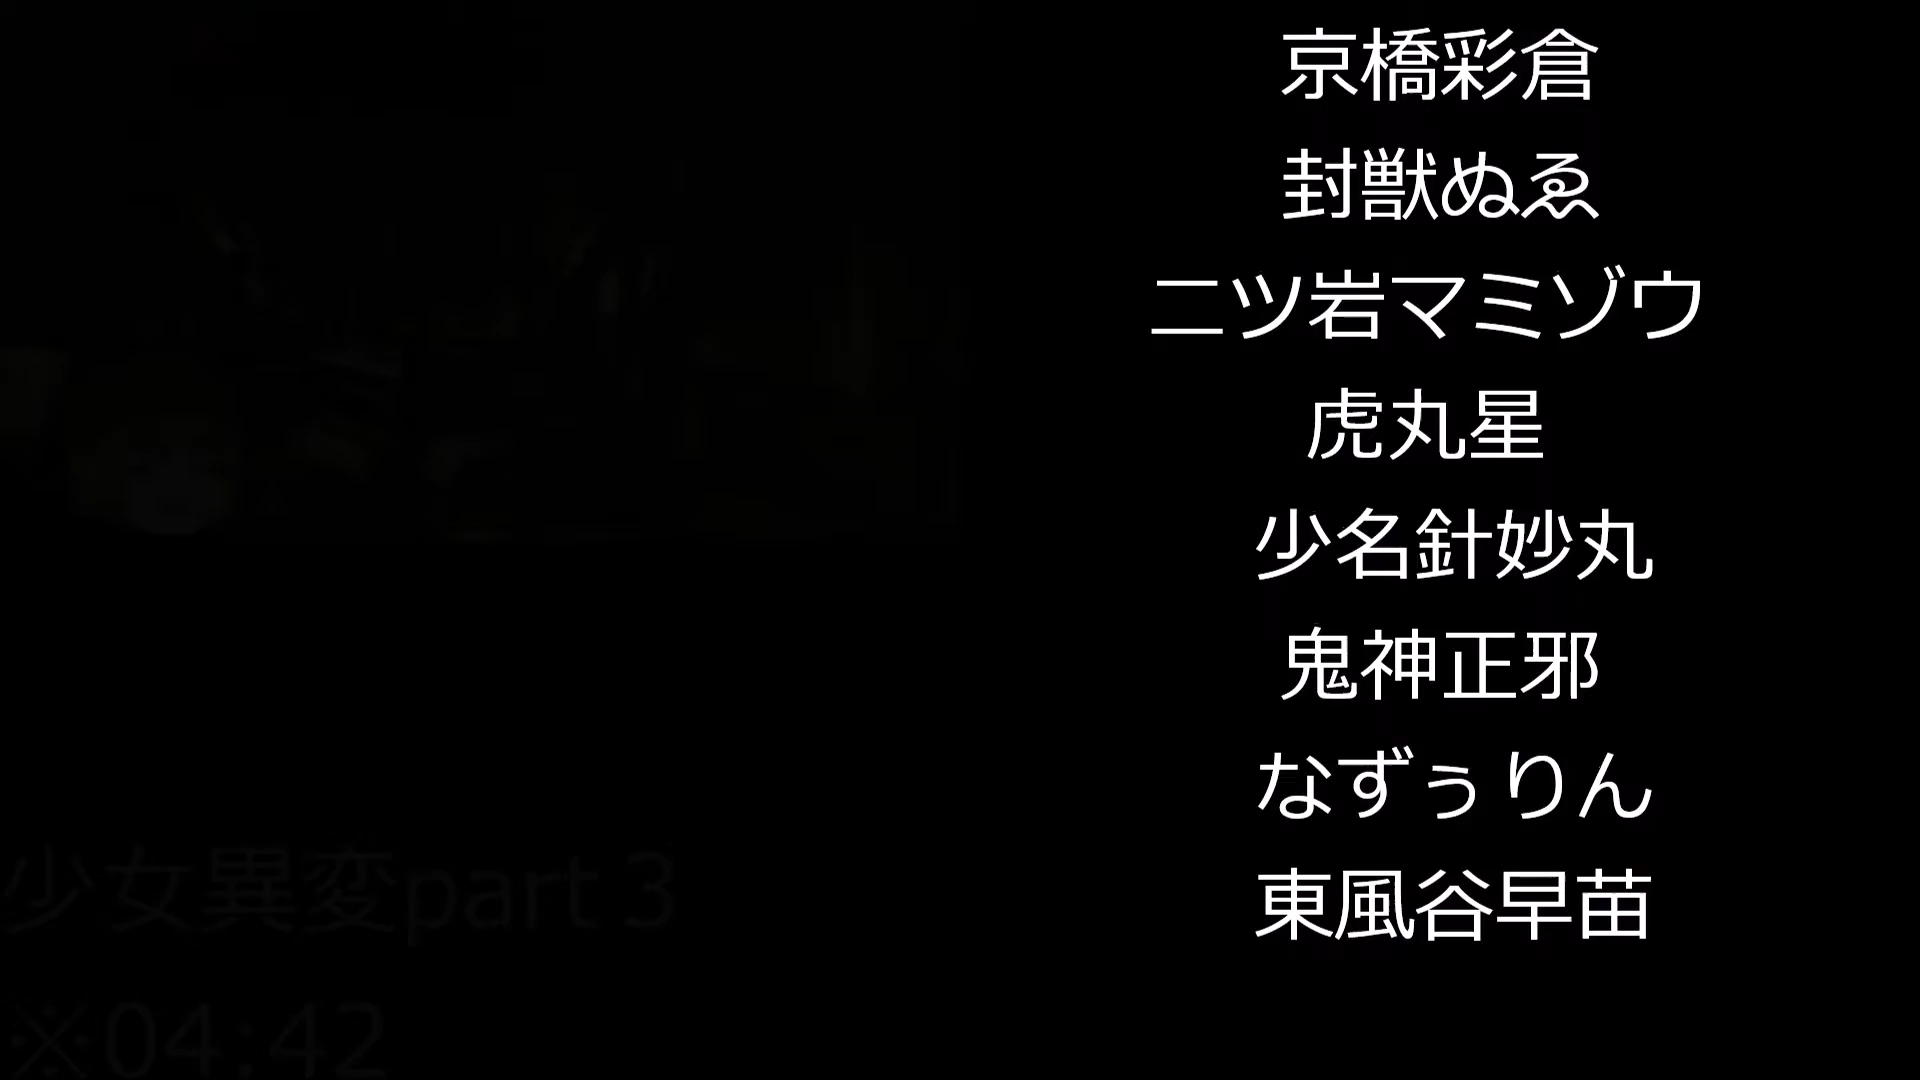 京橋彩倉
封獣ぬゑ
二ツ岩マミゾウ
虎丸星
少名針妙丸
鬼神正邪
なずぅりん
東風谷早苗
少女異変part３
※04:42